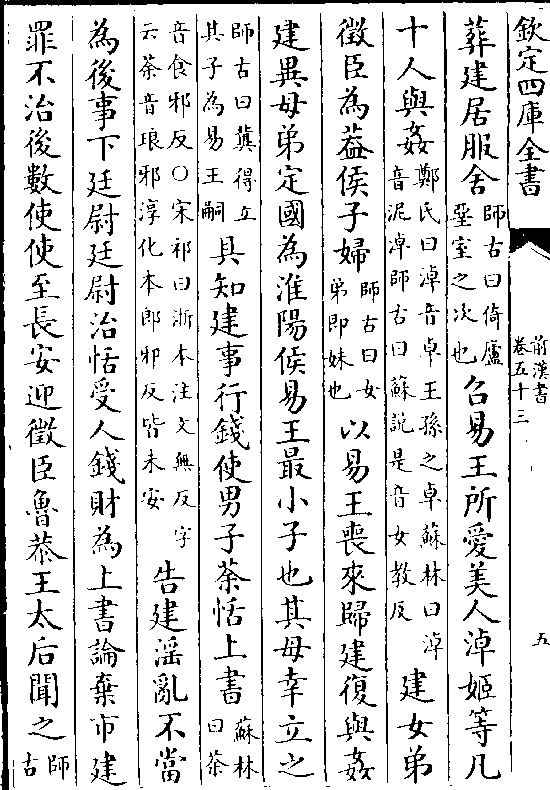 欽定四庫全書
前漢書
卷五十三
五
葬建居服舍師古曰倚廬
堊室之次也召易王所愛美人淖姬等凡
十人與姦鄭氏曰淖音卓王孫之卓蘇林曰淖
音泥淖師古曰蘇說是音女教反建女弟
徵臣為葢侯子婦師古曰女
弟即妹也以易王喪來歸建復與姦
建異母弟定國為淮陽侯易王最小子也其母幸立之
師古曰冀得立
其子為易王嗣具知建事行錢使男子荼恬上書蘇林
曰荼
音食邪反○宋祁曰浙本注文無反字
云荼音琅邪淳化本郎邪反皆未安告建淫亂不當
為後事下廷尉廷尉治恬受人錢財為上書論棄市建
罪不治後數使使至長安迎徵臣魯恭王太后聞之師
古